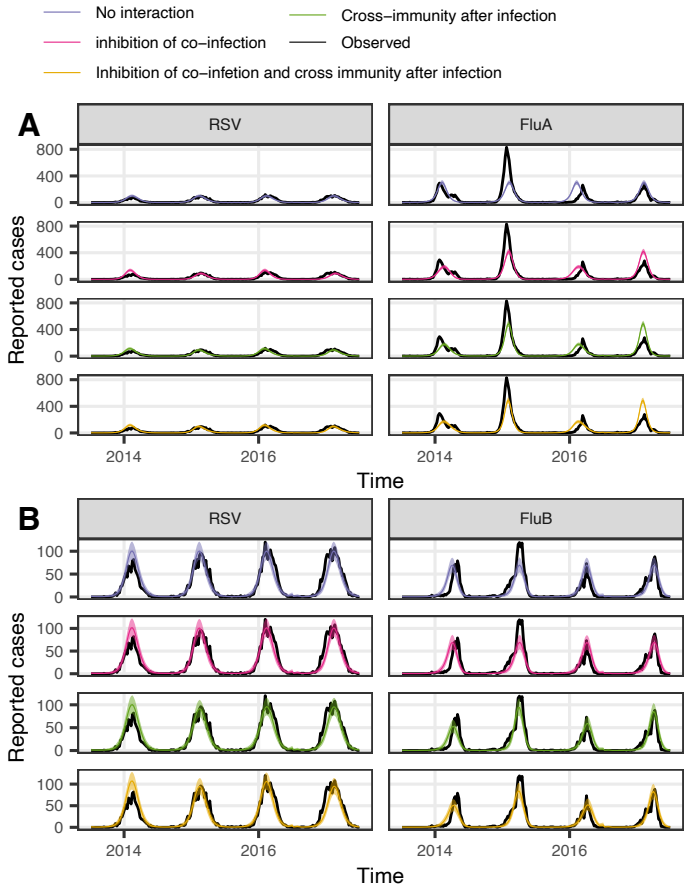 No interaction
Cross−immunity after infection
inhibition of co−infection
Observed
Inhibition of co−infetion and cross immunity after infection
A
RSV
FluA
800
400
0
800
400
0
800
400
0
800
400
0
Reported cases
2014
2016
2014
2016
Time
B
RSV
FluB
100
50
0
100
50
0
100
50
0
100
50
0
Reported cases
2014
2016
2014
2016
Time